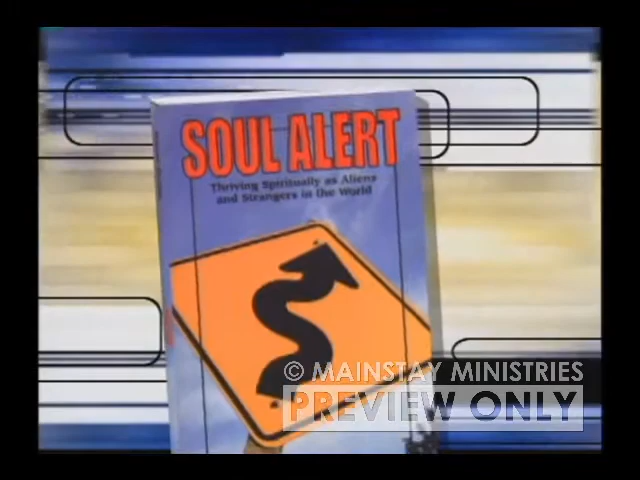 SOUL ALERT
Thriving Spiritually as Aliens
and Strangers in the World
© MAINSTAY MINISTRIES
PREVIEW ONLY